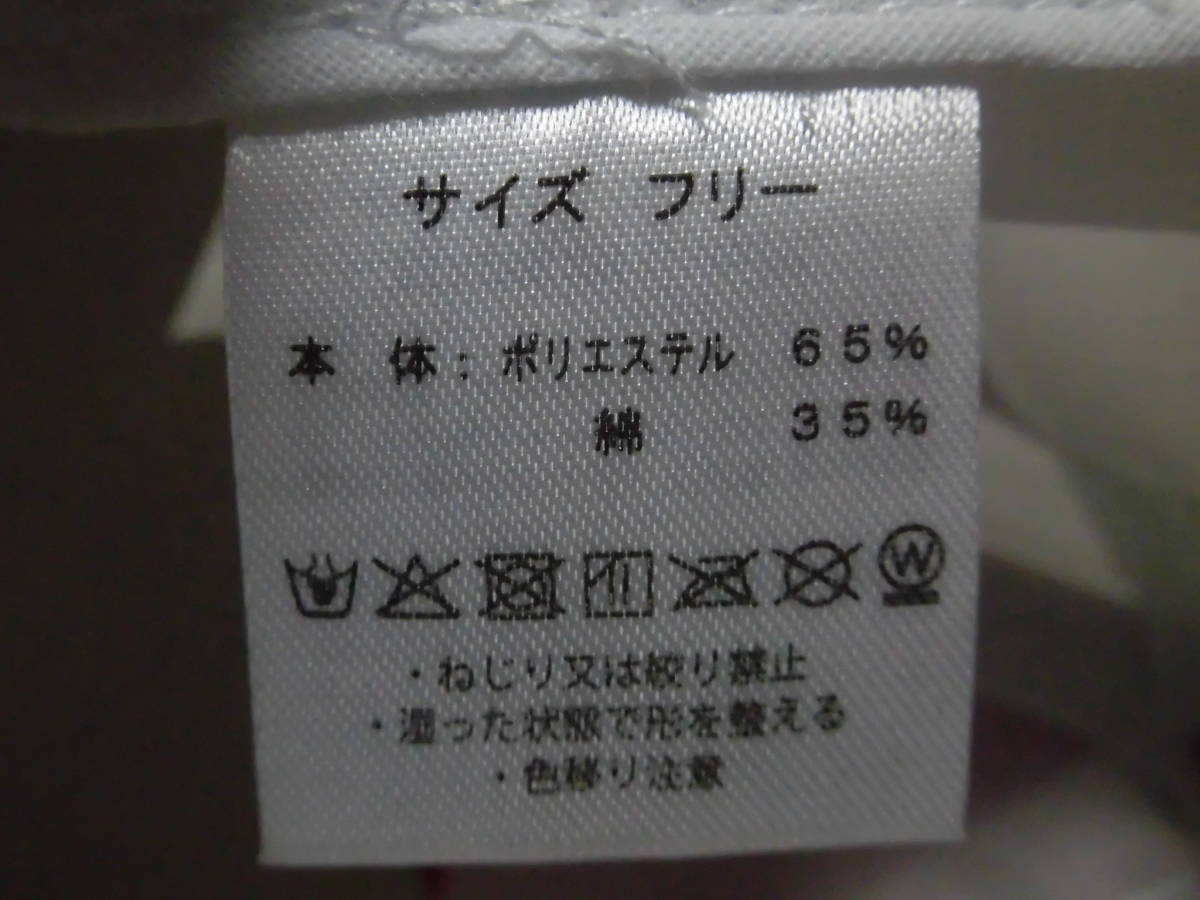 サイズ フリー
本 体：ポリエステル ６５％
綿 ３５％
W
・ねじり又は絞り禁止
・湿った状態で形を整える
・色移り注意